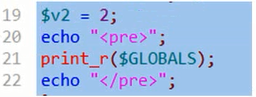 19 $v2 = 2;
20 echo "<pre>";
21 print_r($GLOBALS);
22 echo "</pre>";